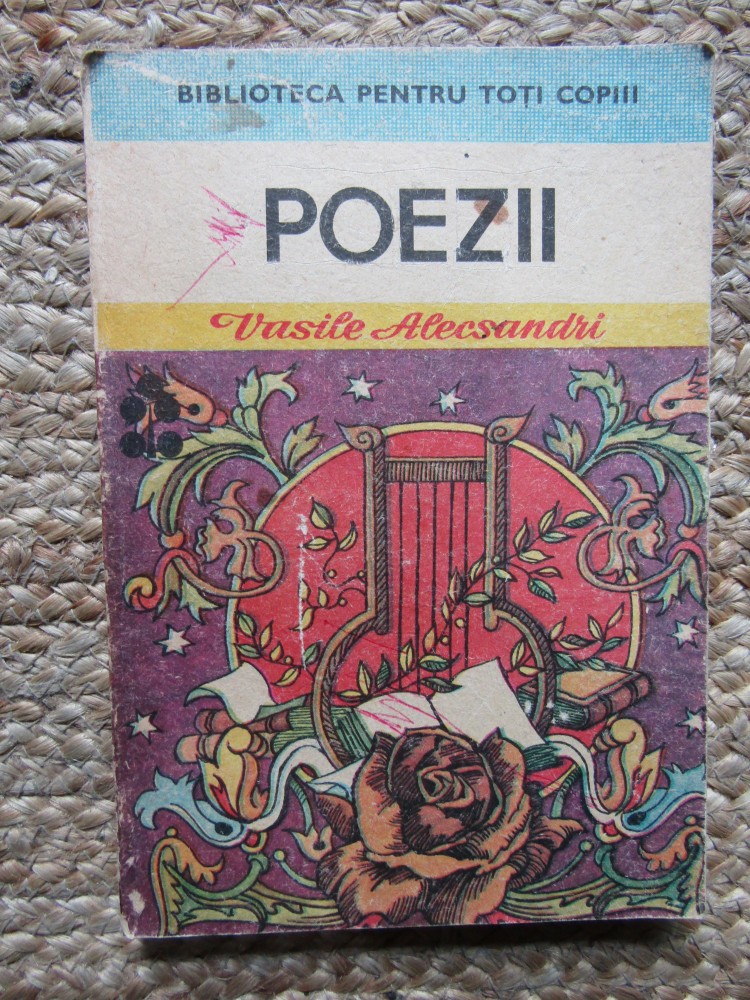 BIBLIOTECA PENTRU TOȚI COPIII
POEZII
Vasile Alecsandri